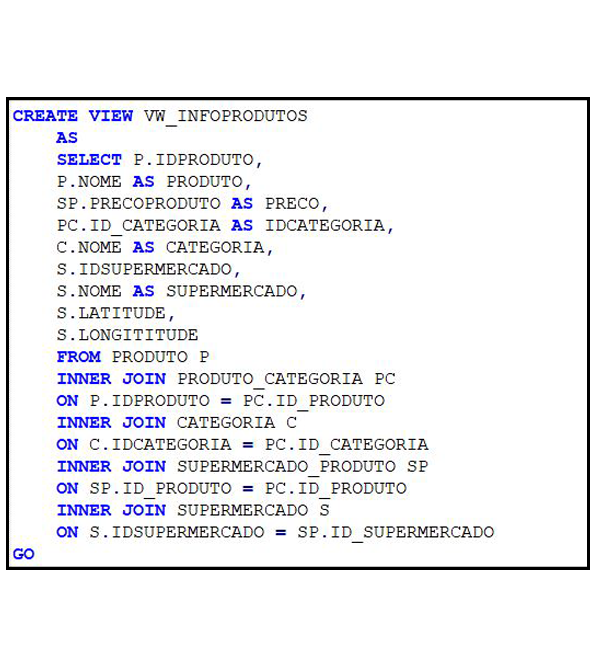 CREATE VIEW VW_INFOPRODUTOS
AS
SELECT P.IDPRODUTO,
P.NOME AS PRODUTO,
SP.PRECOPRODUTO AS PRECO,
PC.ID_CATEGORIA AS IDCATEGORIA,
C.NOME AS CATEGORIA,
S.IDSUPERMERCADO,
S.NOME AS SUPERMERCADO,
S.LATITUDE,
S.LONGITITUDE
FROM PRODUTO P
INNER JOIN PRODUTO_CATEGORIA PC
ON P.IDPRODUTO = PC.ID_PRODUTO
INNER JOIN CATEGORIA C
ON C.IDCATEGORIA = PC.ID_CATEGORIA
INNER JOIN SUPERMERCADO_PRODUTO SP
ON SP.ID_PRODUTO = PC.ID_PRODUTO
INNER JOIN SUPERMERCADO S
ON S.IDSUPERMERCADO = SP.ID_SUPERMERCADO
GO